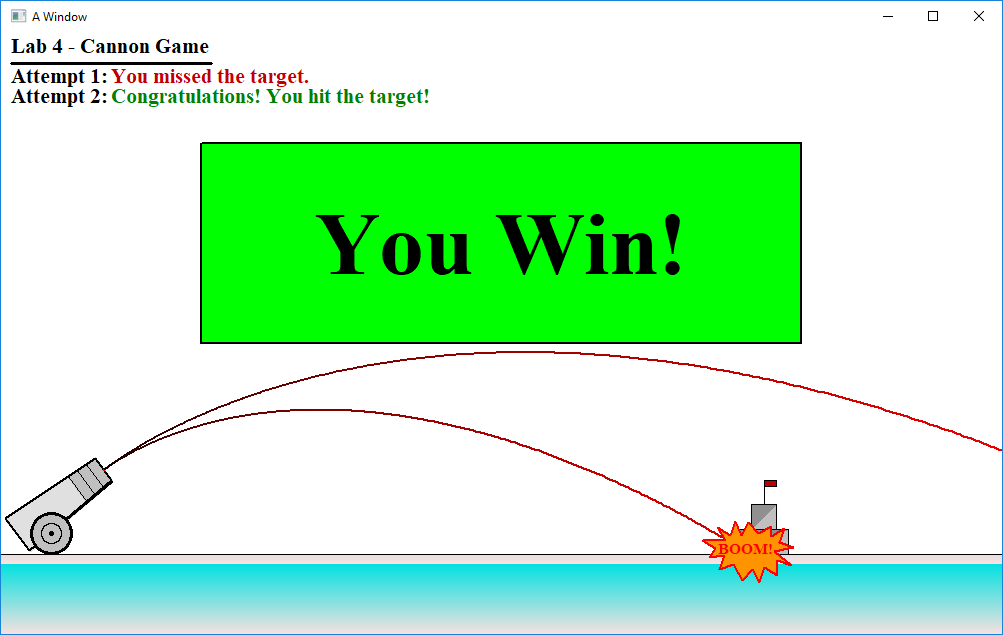 A Window
Lab 4 - Cannon Game
Attempt 1: You missed the target.
Attempt 2: Congratulations! You hit the target!
You Win!
BOOM!